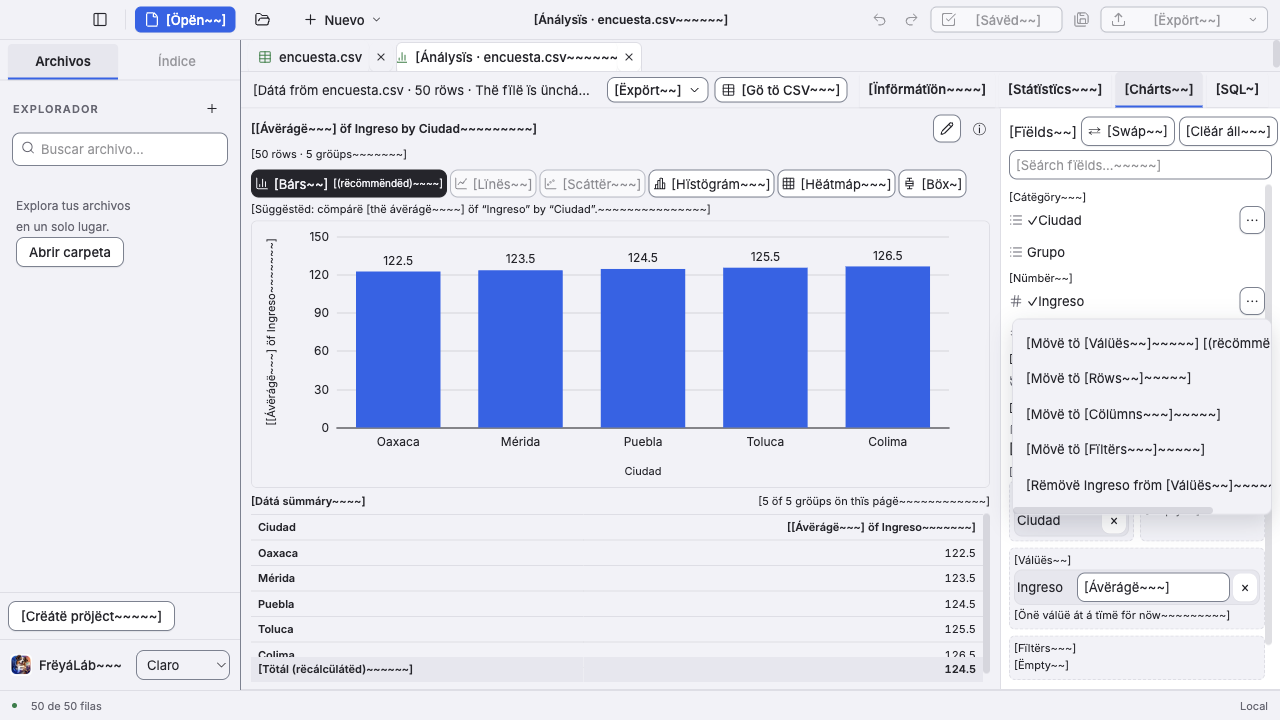 [Öpën~~]
Nuevo
[Ánálysïs · encuesta.csv~~~~~~]
[Sávëd~~]
[Ëxpört~~]
Archivos
Índice
encuesta.csv
[Ánálysïs · encuesta.csv~~~~~~
[Dátá fröm encuesta.csv · 50 röws · Thë fïlë ïs ünchá...
[Ëxpört~~]
[Gö tö CSV~~~]
[Ïnförmátïön~~~~]
[Státïstïcs~~~]
[Chárts~~]
[SQL~]
EXPLORADOR
Buscar archivo...
Explora tus archivos
en un solo lugar.
Abrir carpeta
[Crëátë pröjëct~~~~~]
FrëyáLáb~~~
Claro
[[Ávërágë~~~] öf Ingreso by Ciudad~~~~~~~~~]
[50 röws · 5 gröüps~~~~~~~]
[Bárs~~] [(rëcömmëndëd)~~~~]
[Lïnës~~]
[Scáttër~~~]
[Hïstögrám~~~]
[Hëátmáp~~~]
[Böx~]
[Süggëstëd: cömpárë [thë ávërágë~~~~] öf “Ingreso” by “Ciudad”.~~~~~~~~~~~~~~~]
[[Ávërágë~~~] öf Ingreso~~~~~~~]
150
120
90
60
30
0
122.5
123.5
124.5
125.5
126.5
Oaxaca
Mérida
Puebla
Toluca
Colima
Ciudad
[Dátá sümmáry~~~~]
[5 öf 5 gröüps ön thïs págë~~~~~~~~~~~~]
Ciudad
[[Ávërágë~~~] öf Ingreso~~~~~~~]
Oaxaca 122.5
Mérida 123.5
Puebla 124.5
Toluca 125.5
Colima 126.5
[Tötál (rëcálcülátëd)~~~~~~] 124.5
[Fïëlds~~]
[Swáp~~]
[Clëár áll~~~]
[Sëárch fïëlds...~~~~~]
[Cátëgöry~~~]
✓Ciudad
Grupo
[Nümbër~~]
# ✓Ingreso
[Mövë tö [Válüës~~]~~~~~] [(rëcömmë
[Mövë tö [Röws~~]~~~~~]
[Mövë tö [Cölümns~~~]~~~~~]
[Mövë tö [Fïltërs~~~]~~~~~]
[Rëmövë Ingreso fröm [Válüës~~]~~~~~
Ciudad ×
[Válüës~~]
Ingreso [Ávërágë~~~] ×
[Önë válüë át á tïmë för nöw~~~~~~~~~]
[Fïltërs~~~]
[Ëmpty~~]
50 de 50 filas
Local